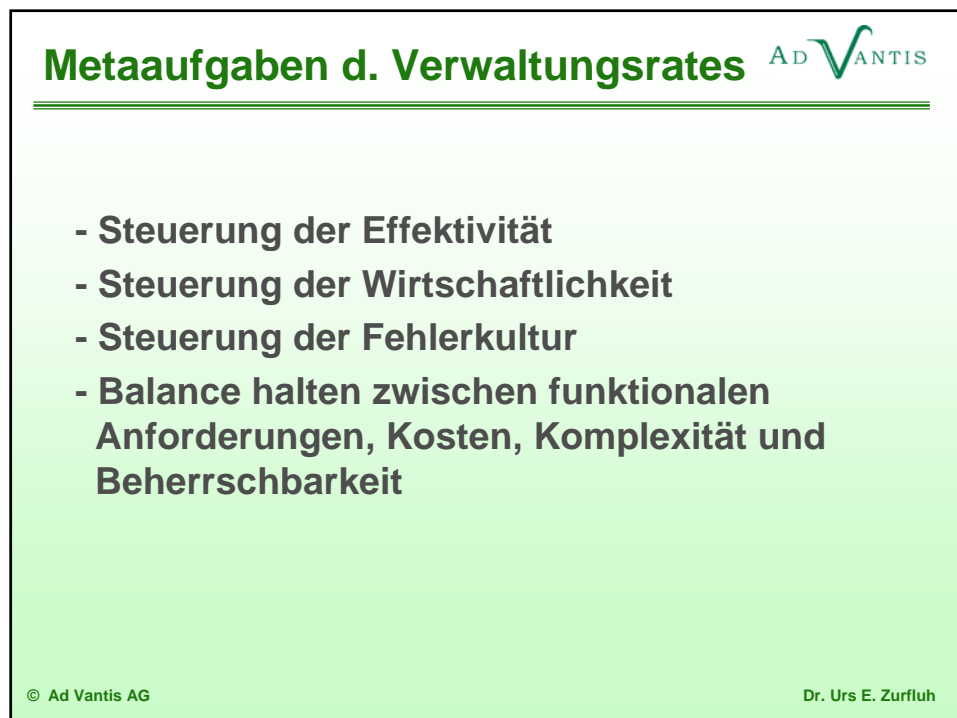 Metaaufgaben d. Verwaltungsrates
AD VANTIS
- Steuerung der Effektivität
- Steuerung der Wirtschaftlichkeit
- Steuerung der Fehlerkultur
- Balance halten zwischen funktionalen
Anforderungen, Kosten, Komplexität und
Beherrschbarkeit
© Ad Vantis AG
Dr. Urs E. Zurfluh